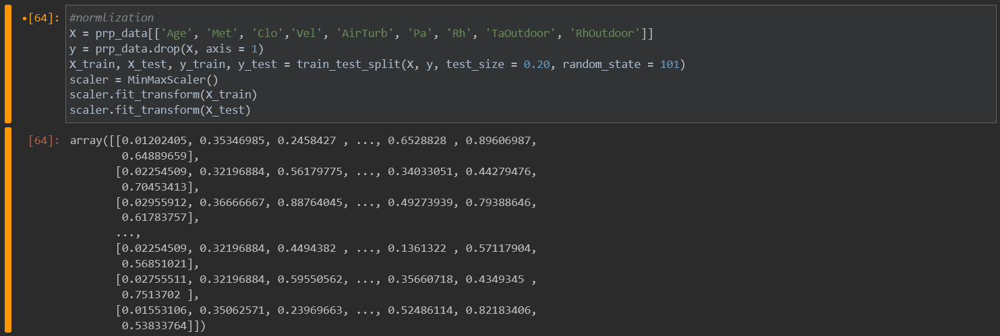 •[64]: #normlization
X = prp_data[['Age', 'Met', 'Clo','Vel', 'AirTurb', 'Pa', 'Rh', 'TaOutdoor', 'RhOutdoor']]
y = prp_data.drop(X, axis = 1)
X_train, X_test, y_train, y_test = train_test_split(X, y, test_size = 0.20, random_state = 101)
scaler = MinMaxScaler()
scaler.fit_transform(X_train)
scaler.fit_transform(X_test)
[64]: array([[0.01202405, 0.35346985, 0.2458427 , ..., 0.6528828 , 0.89606987,
0.64889659],
[0.02254509, 0.32196884, 0.56179775, ..., 0.34033051, 0.44279476,
0.70453413],
[0.02955912, 0.36666667, 0.88764045, ..., 0.49273939, 0.79388646,
0.61783757],
...,
[0.02254509, 0.32196884, 0.4494382 , ..., 0.1361322 , 0.57117904,
0.56851021],
[0.02755511, 0.32196884, 0.59550562, ..., 0.35660718, 0.4349345 ,
0.7513702 ],
[0.01553106, 0.35062571, 0.23969663, ..., 0.52486114, 0.82183406,
0.53833764]])